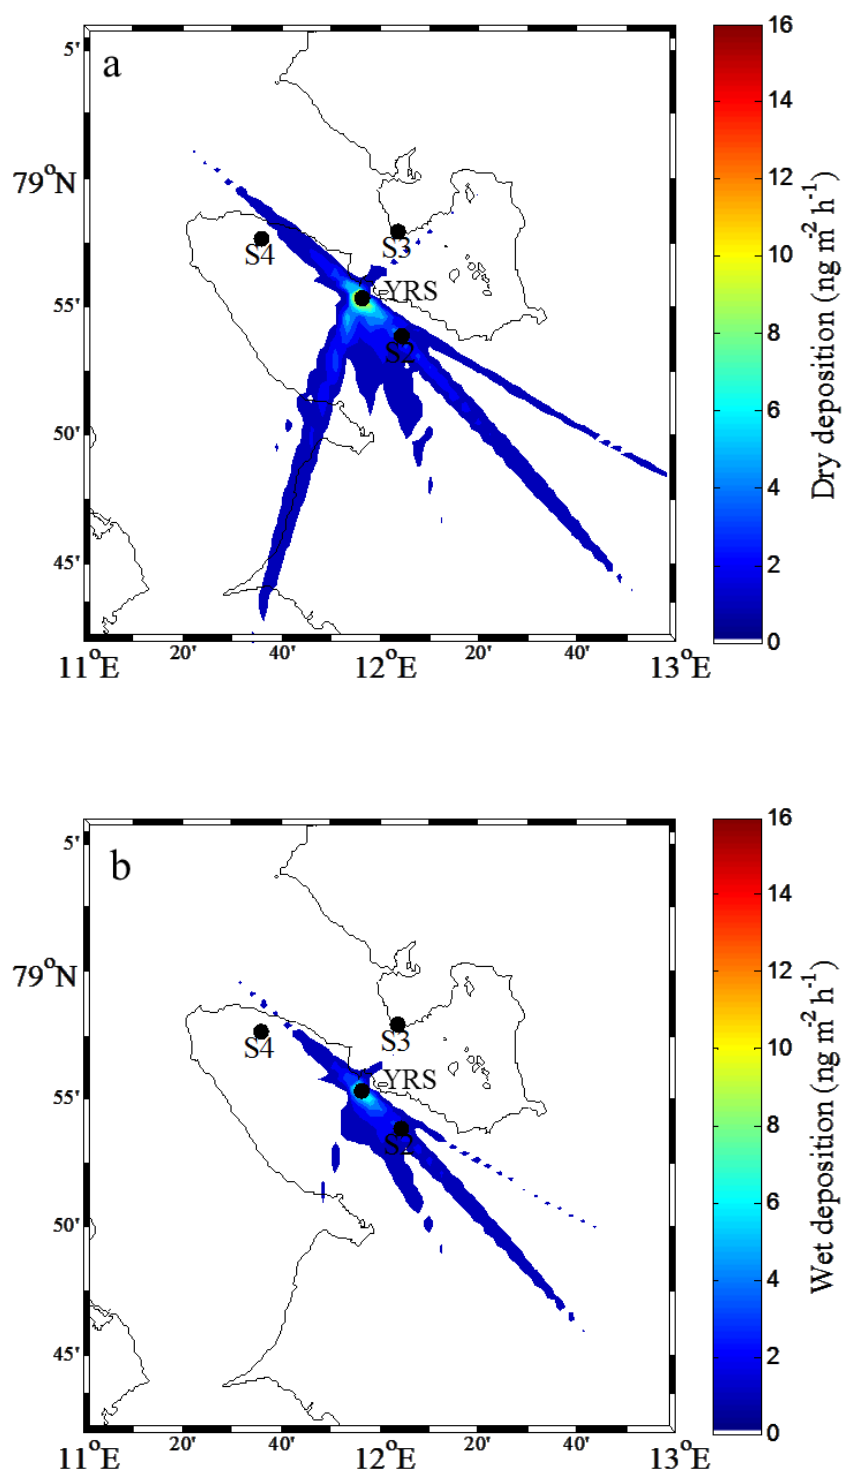 a
5'
79°N
55'
50'
45'
11°E
20'
40'
12°E
20'
40'
13°E
S4
S3
YRS
S2
16
14
12
10
8
6
4
2
0
Dry deposition (ng m-2 h-1)
b
5'
79°N
55'
50'
45'
11°E
20'
40'
12°E
20'
40'
13°E
S4
S3
YRS
S2
16
14
12
10
8
6
4
2
0
Wet deposition (ng m-2 h-1)